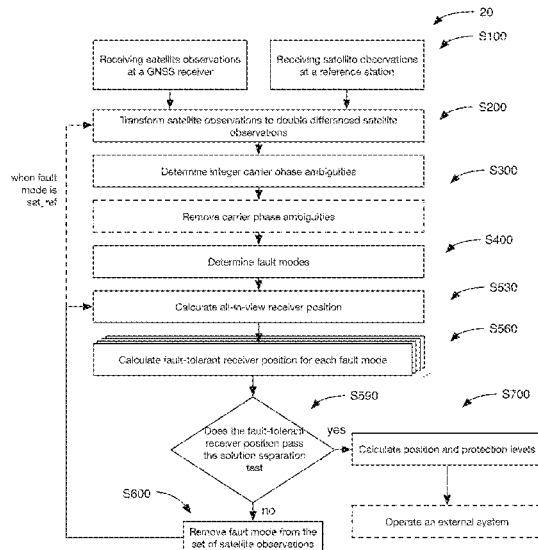 20
S100
Receiving satellite observations
at a GNSS receiver
Receiving satellite observations
at a reference station
S200
Transform satellite observations to double differenced satellite
observations
when fault
mode is
sat_ref
Determine integer carrier phase ambiguities
S300
Remove carrier phase ambiguities
S400
Determine fault modes
S530
Calculate all-in-view receiver position
S560
Calculate fault-tolerant receiver position for each fault mode
S590
S700
Does the fault-tolerant
receiver position pass
the solution separation
test
yes
Calculate position and protection levels
S600
no
Operate an external system
Remove fault mode from the
set of satellite observations